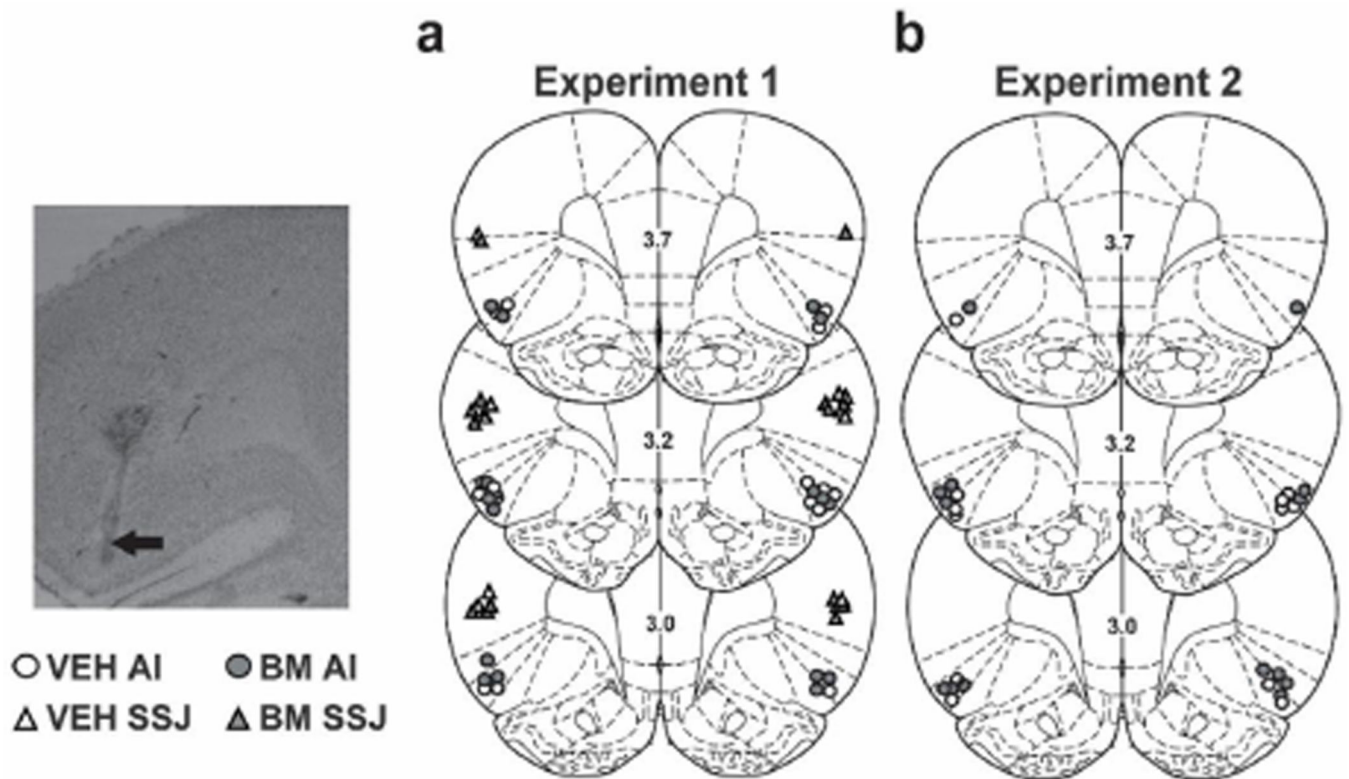 a
b
Experiment 1
Experiment 2
3.7
3.7
3.2
3.2
3.0
3.0
VEH AI
BM AI
VEH SSJ
BM SSJ